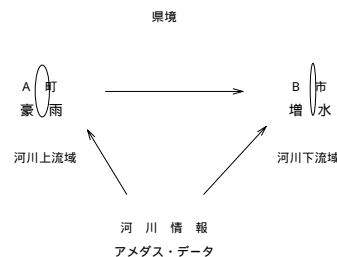 県境
A 町 B 市
豪 雨 増 水
河川上流域 河川下流域
河 川 情 報
アメダス・データ